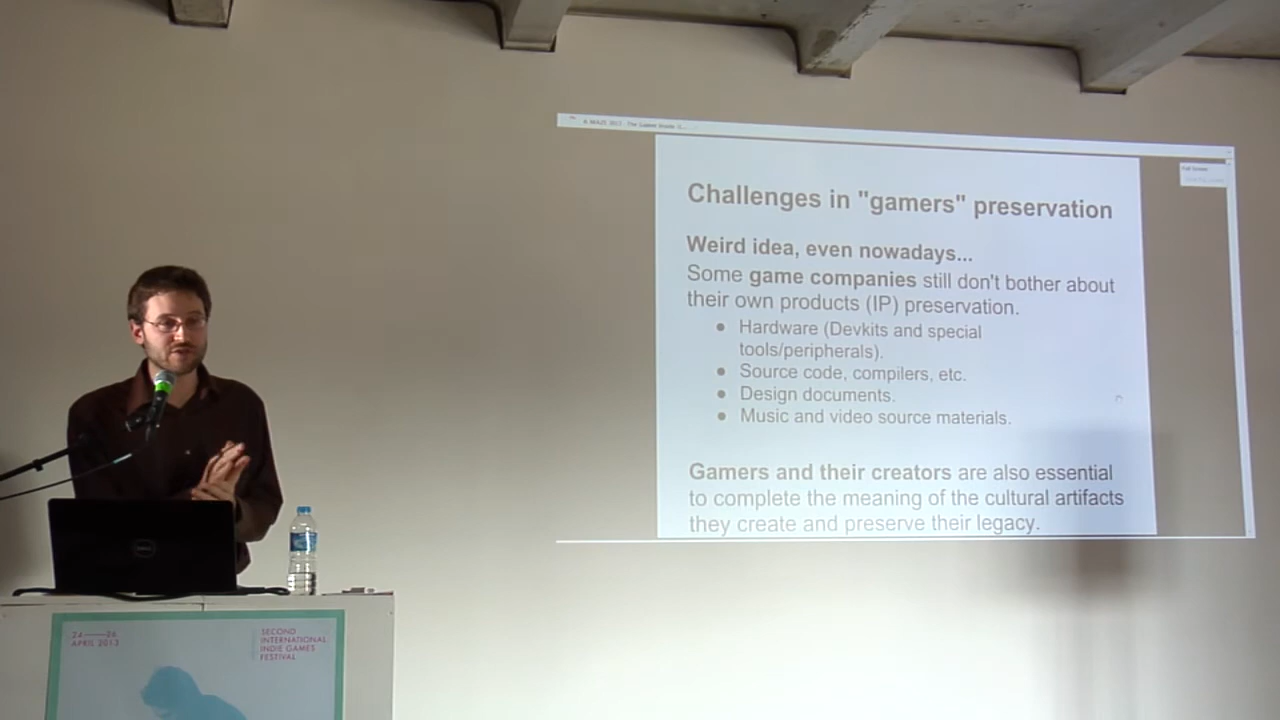 A MAZE 2013
Challenges in "gamers" preservation
Weird idea, even nowadays...
Some game companies still don't bother about
their own products (IP) preservation.
● Hardware (Devkits and special
tools/peripherals).
● Source code, compilers, etc.
● Design documents.
● Music and video source materials.
Gamers and their creators are also essential
to complete the meaning of the cultural artifacts
they create and preserve their legacy.
DELL
24——26
APRIL 2013
SECOND
INTERNATIONAL
INDIE GAMES
FESTIVAL